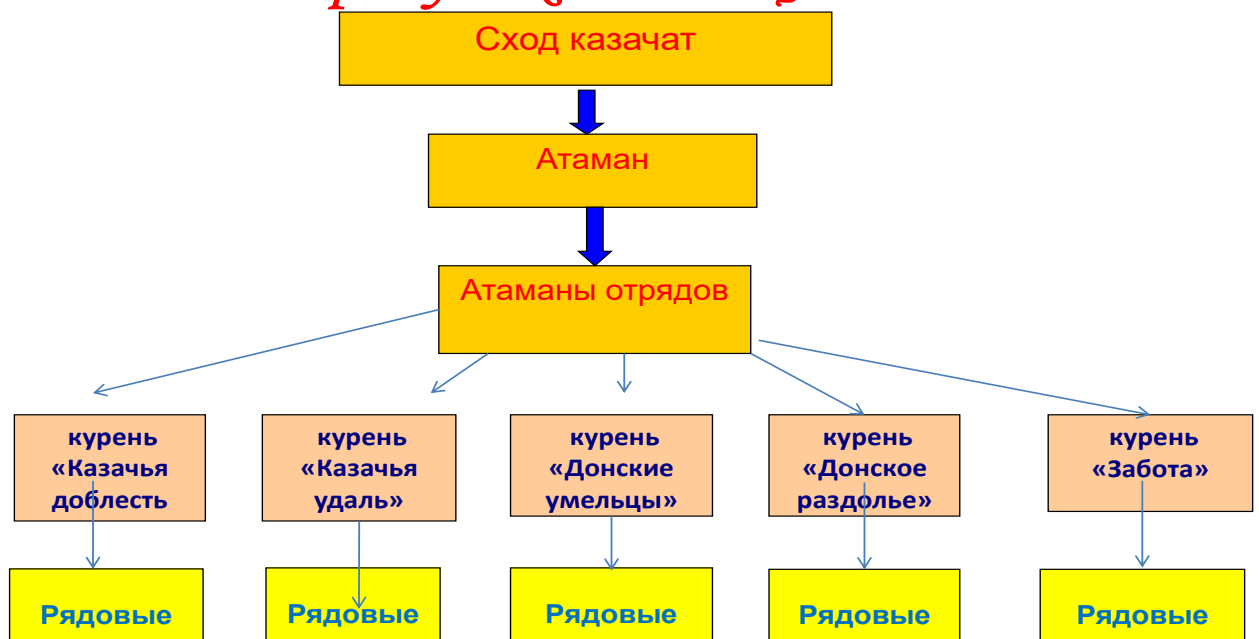 Сход казачат
Атаман
Атаманы отрядов
курень
«Казачья
доблесть
курень
«Казачья
удаль»
курень
«Донские
умельцы»
курень
«Донское
раздолье»
курень
«Забота»
Рядовые
Рядовые
Рядовые
Рядовые
Рядовые